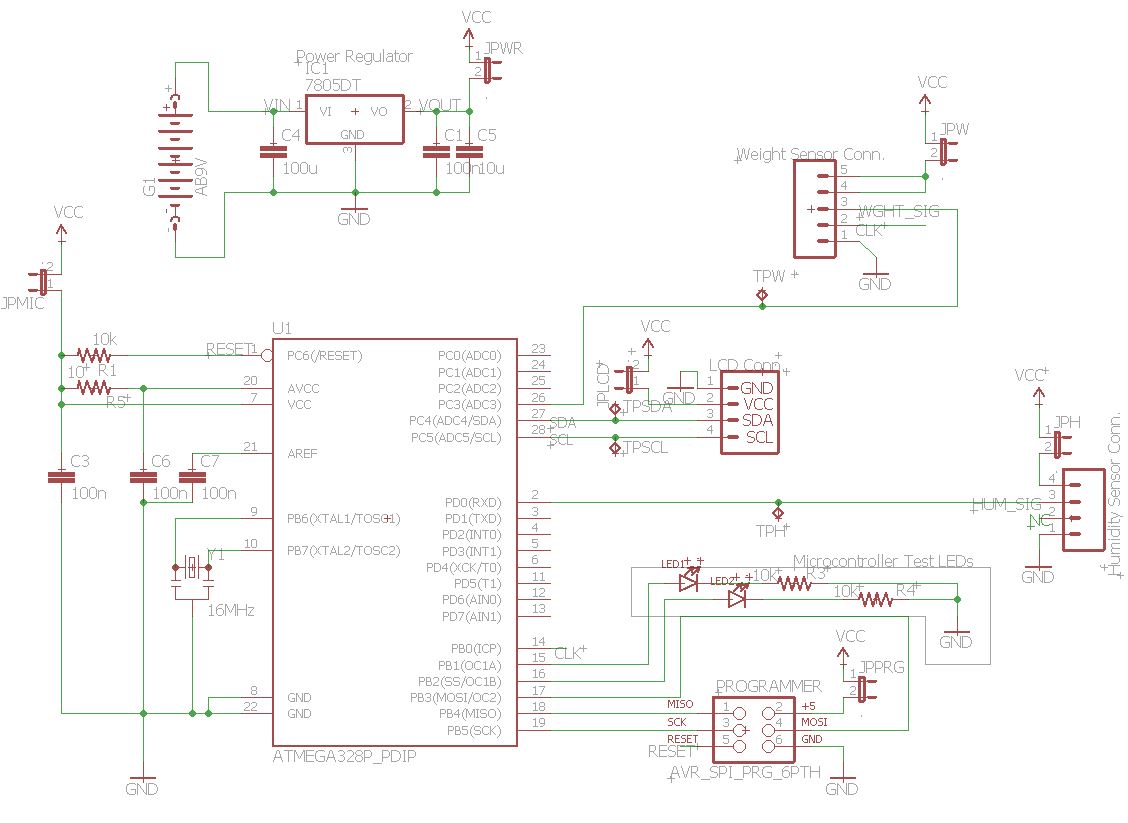 VCC
JPWR
1
2
Power Regulator
IC1
7805DT
VIN 1 VI VO 2 VOUT
GND
3
C4
100u
C1
100n
C5
10u
GND
G1
AB9V
VCC
2
1
JPMIC
VCC
JPW
1
2
Weight Sensor Conn.
5
4
3
2
1
WGHT_SIG
CLK
GND
TPW
U1
10k
R1
RESET 1 PC6(/RESET)
10
R5
20 AVCC
7 VCC
21 AREF
9 PB6(XTAL1/TOSC1)
10 PB7(XTAL2/TOSC2)
8 GND
22 GND
C3
100n
C6
100n
C7
100n
Y1
16MHz
GND
PC0(ADC0) 23
PC1(ADC1) 24
PC2(ADC2) 25
PC3(ADC3) 26
PC4(ADC4/SDA) 27 SDA
PC5(ADC5/SCL) 28 SCL
PD0(RXD) 2
PD1(TXD) 3
PD2(INT0) 4
PD3(INT1) 5
PD4(XCK/T0) 6
PD5(T1) 11
PD6(AIN0) 12
PD7(AIN1) 13
PB0(ICP) 14 CLK
PB1(OC1A) 15
PB2(SS/OC1B) 16
PB3(MOSI/OC2) 17
PB4(MISO) 18
PB5(SCK) 19
ATMEGA328P_PDIP
VCC
2
1
JPLCD
LCD Conn.
GND
1 GND
2 VCC
3 SDA
4 SCL
TPSDA
TPSCL
VCC
JPH
1
2
Humidity Sensor Conn.
4
3
2
1
HUM_SIG
NC
GND
TPH
Microcontroller Test LEDs
LED1
LED2
10k
R3
10k
R4
GND
VCC
JPPRG
1
2
PROGRAMMER
MISO 1 2 +5
SCK 3 4 MOSI
RESET 5 6 GND
RESET
AVR_SPI_PRG_6PTH
GND